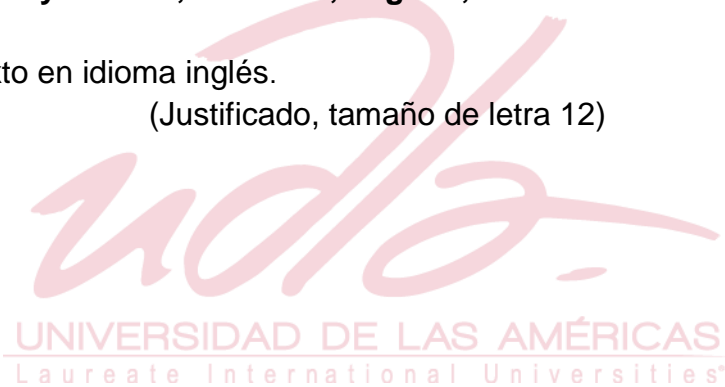 xto en idioma inglés.
(Justificado, tamaño de letra 12)
udla
UNIVERSIDAD DE LAS AMÉRICAS
Laureate International Universities